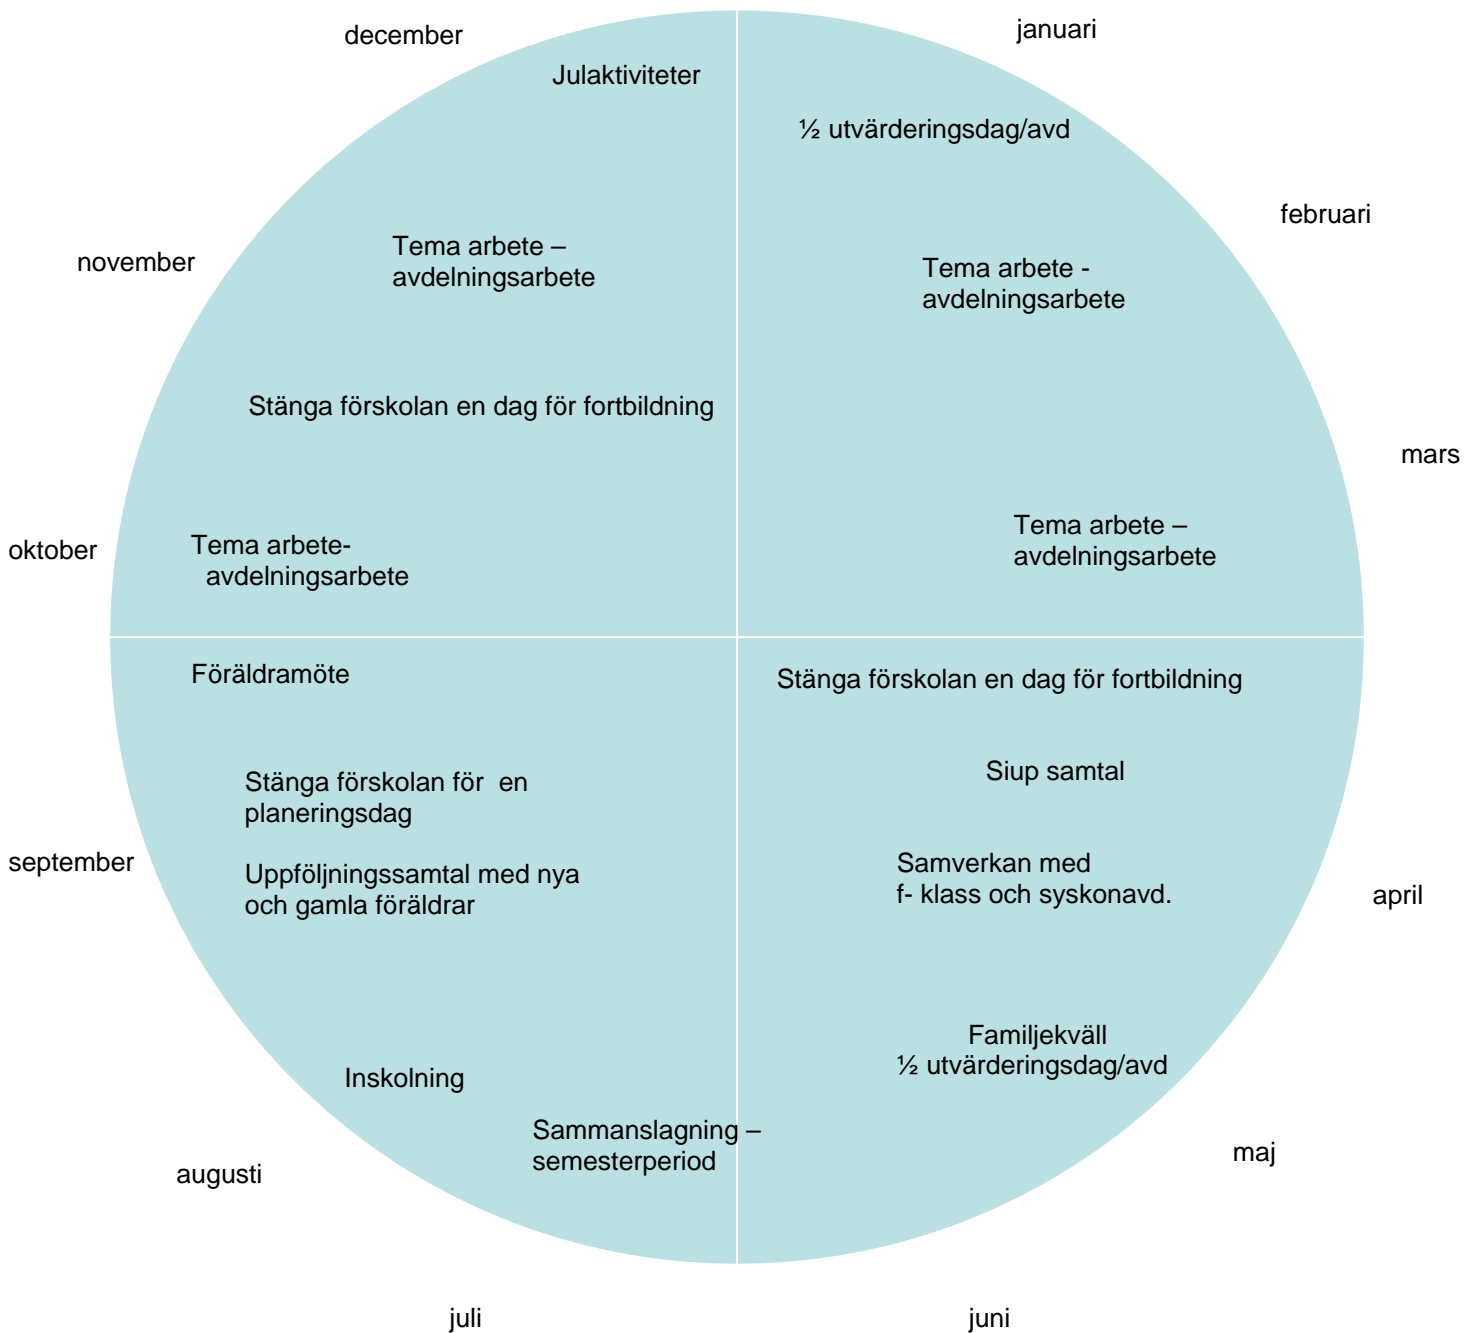 december
januari
Julaktiviteter
½ utvärderingsdag/avd
februari
november
Tema arbete –
avdelningsarbete
Tema arbete -
avdelningsarbete
Stänga förskolan en dag för fortbildning
mars
oktober
Tema arbete-
avdelningsarbete
Tema arbete –
avdelningsarbete
Föräldramöte
Stänga förskolan en dag för fortbildning
Stänga förskolan för  en
planeringsdag
Siup samtal
september
Uppföljningssamtal med nya
och gamla föräldrar
Samverkan med
f- klass och syskonavd.
april
Familjekväll
½ utvärderingsdag/avd
Inskolning
Sammanslagning –
semesterperiod
augusti
maj
juli
juni